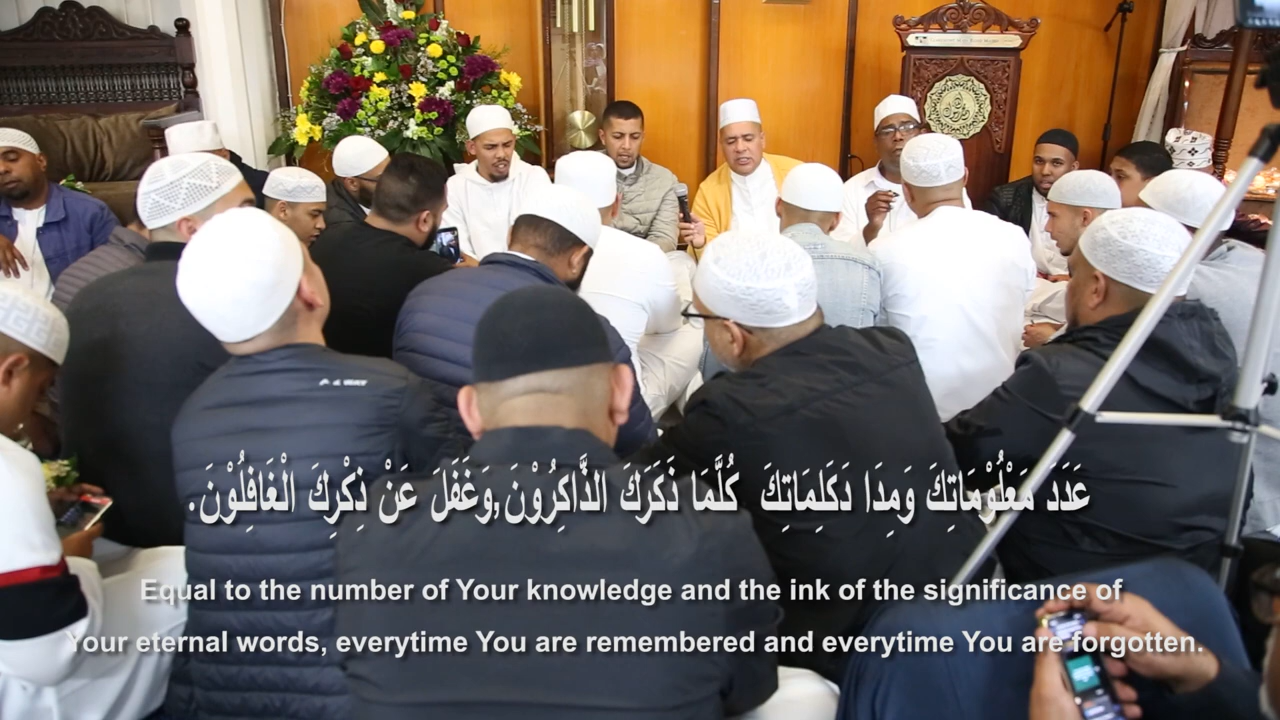 عَدَدَ مَعْلُوْمَاتِكَ وَمِدَا دَكَلِمَاتِكَ كُلَّمَا ذَكَرَكَ الذَّاكِرُوْنَ,وَغَفَلَ عَنْ ذِكْرِكَ الْغَافِلُوْنَ.
Equal to the number of Your knowledge and the ink of the significance of
Your eternal words, everytime You are remembered and everytime You are forgotten.